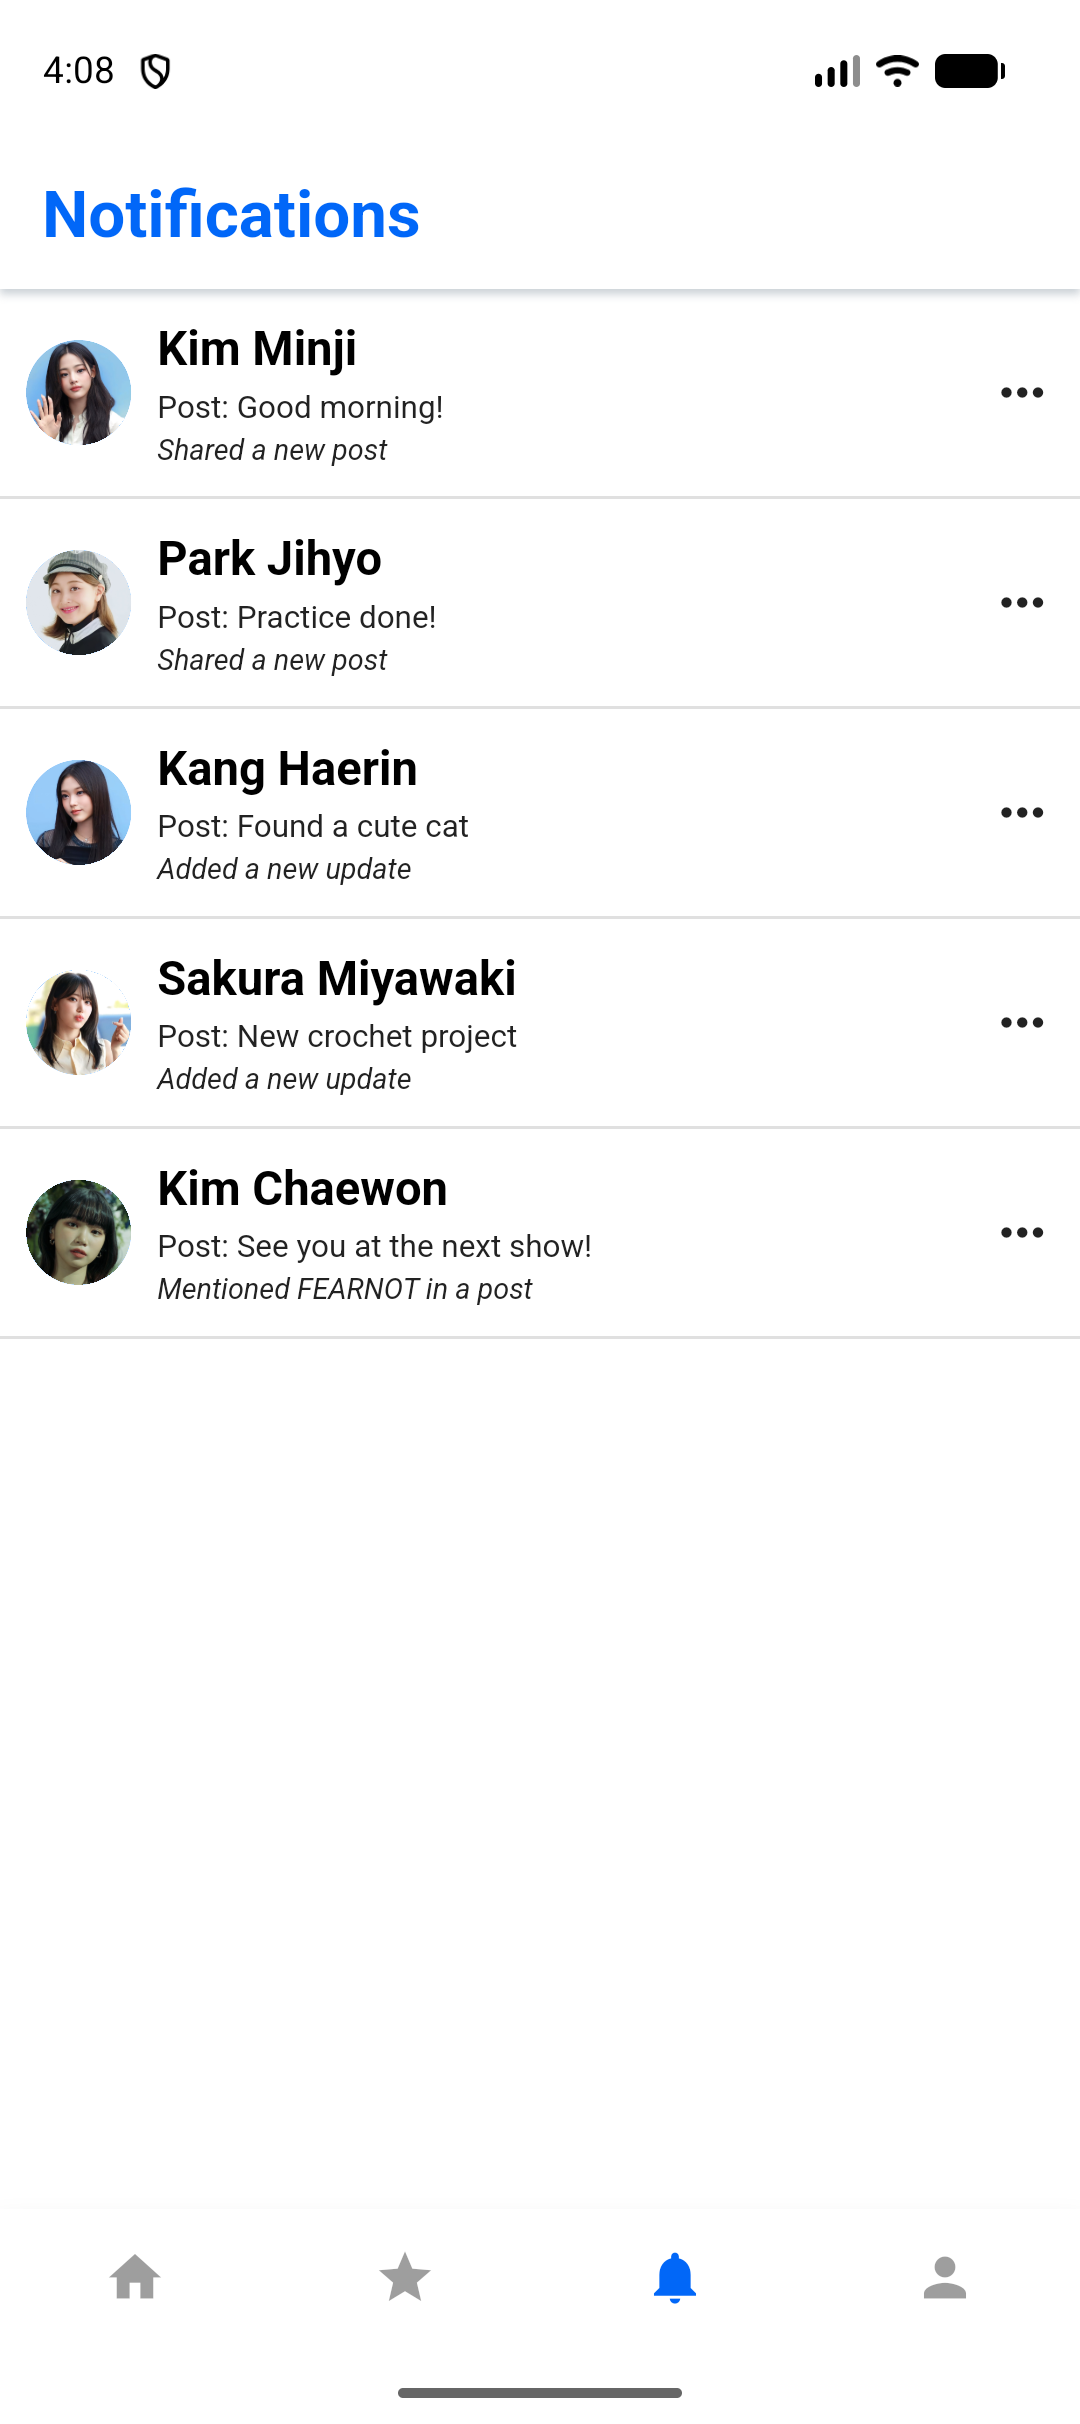 4:08
Notifications
Kim Minji
Post: Good morning!
Shared a new post
Park Jihyo
Post: Practice done!
Shared a new post
Kang Haerin
Post: Found a cute cat
Added a new update
Sakura Miyawaki
Post: New crochet project
Added a new update
Kim Chaewon
Post: See you at the next show!
Mentioned FEARNOT in a post